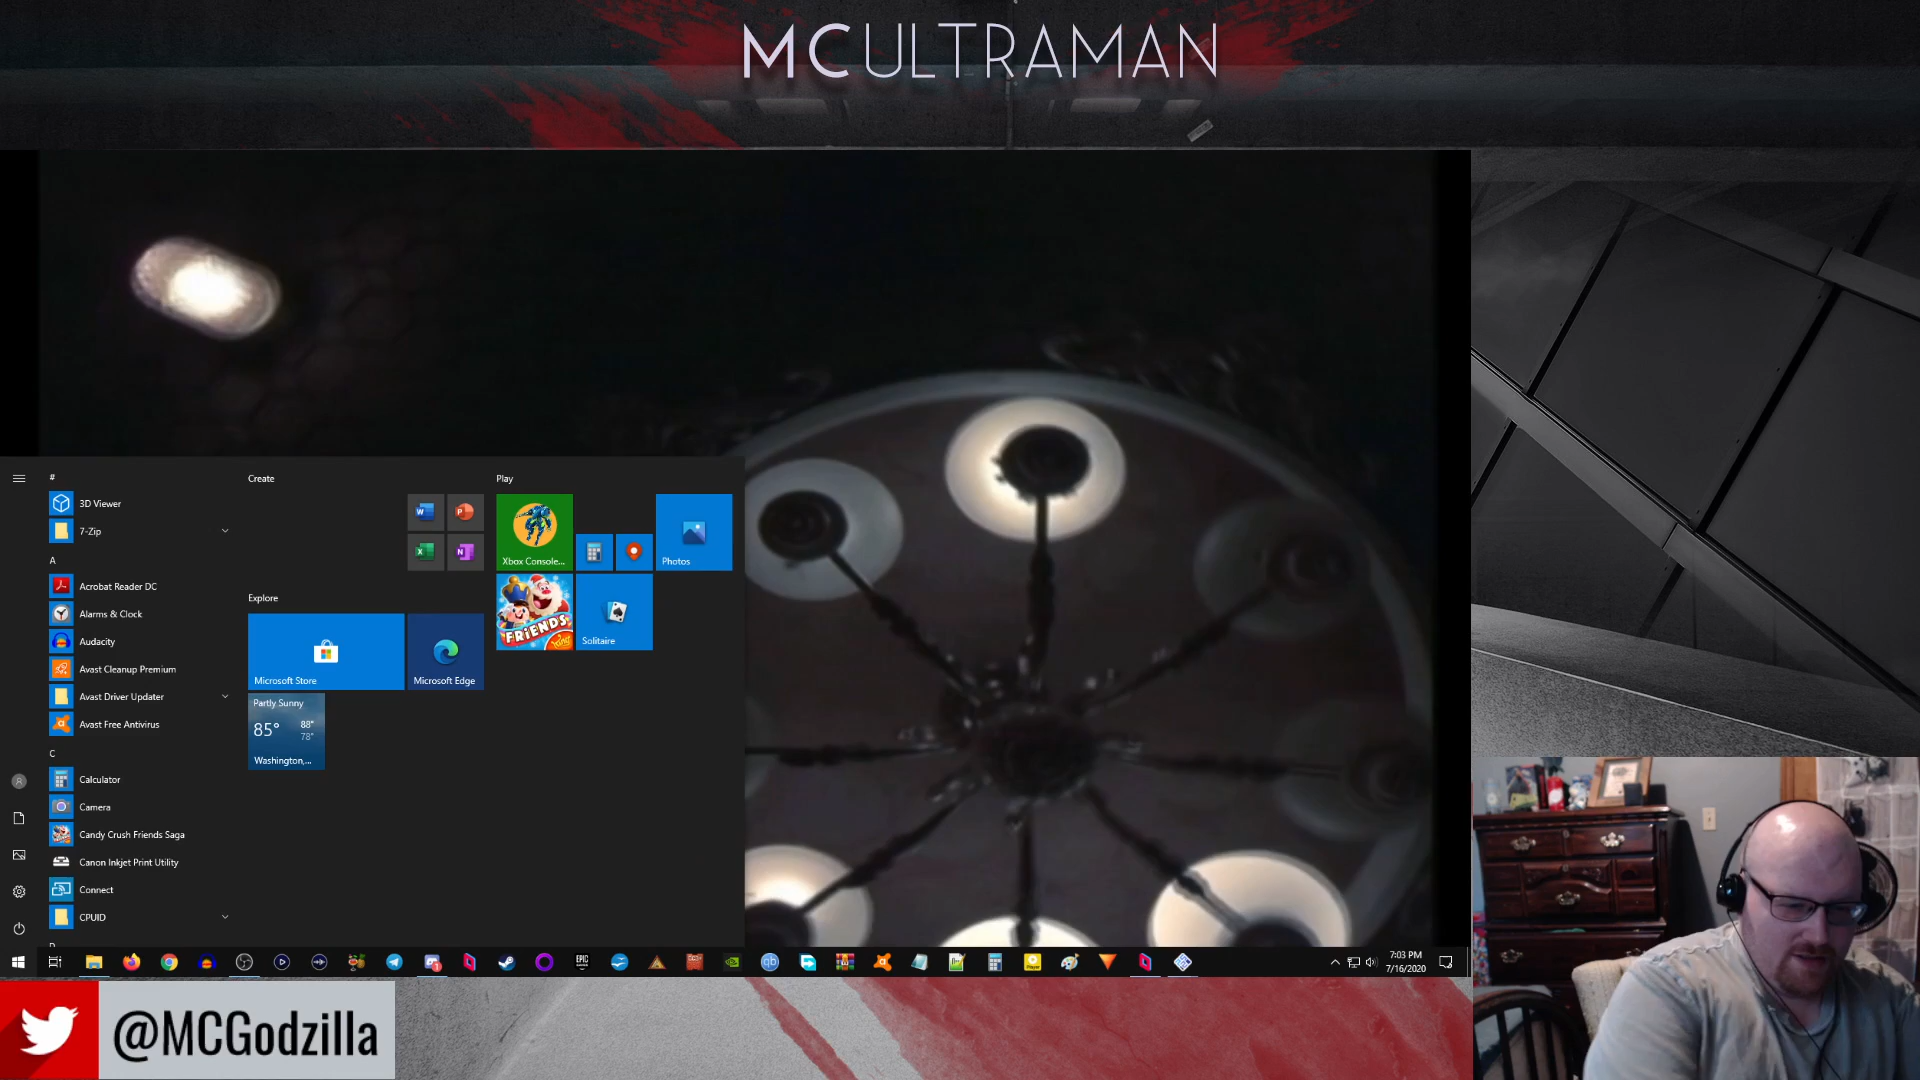 MCULTRAMAN
#
3D Viewer
7-Zip
A
Acrobat Reader DC
Alarms & Clock
Audacity
Avast Cleanup Premium
Avast Driver Updater
Avast Free Antivirus
C
Calculator
Camera
Candy Crush Friends Saga
Canon Inkjet Print Utility
Connect
CPUID
Create
Explore
Microsoft Store
Microsoft Edge
Partly Sunny
85°
88°
78°
Washington,...
Play
Xbox Console...
Photos
FRiENDS
King
Solitaire
EPIC
7:03 PM
7/16/2020
@MCGodzilla